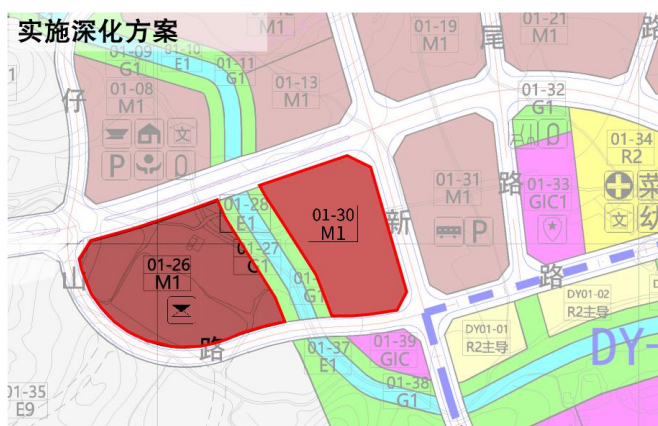 实施深化方案
01-19
M1
尾
01-21
M1
路
01-09
G1
01-10
E1
01-11
G1
01-08
M1
01-13
M1
仔
文
P
01-32
G1
01-34
R2
01-31
M1
P
路
01-33
GIC1
菜
文
幼
01-28
E1
01-30
M1
新
01-27
G1
01-26
M1
山
G1
路
DY01-01
R2主导
DY01-02
R2主导
DY-
路
01-37
E1
01-39
GIC
01-38
G1
01-35
E9